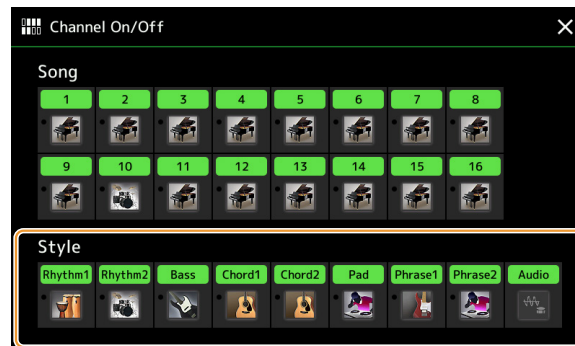 Channel On/Off
Song
1 2 3 4 5 6 7 8
9 10 11 12 13 14 15 16
Style
Rhythm1 Rhythm2 Bass Chord1 Chord2 Pad Phrase1 Phrase2 Audio